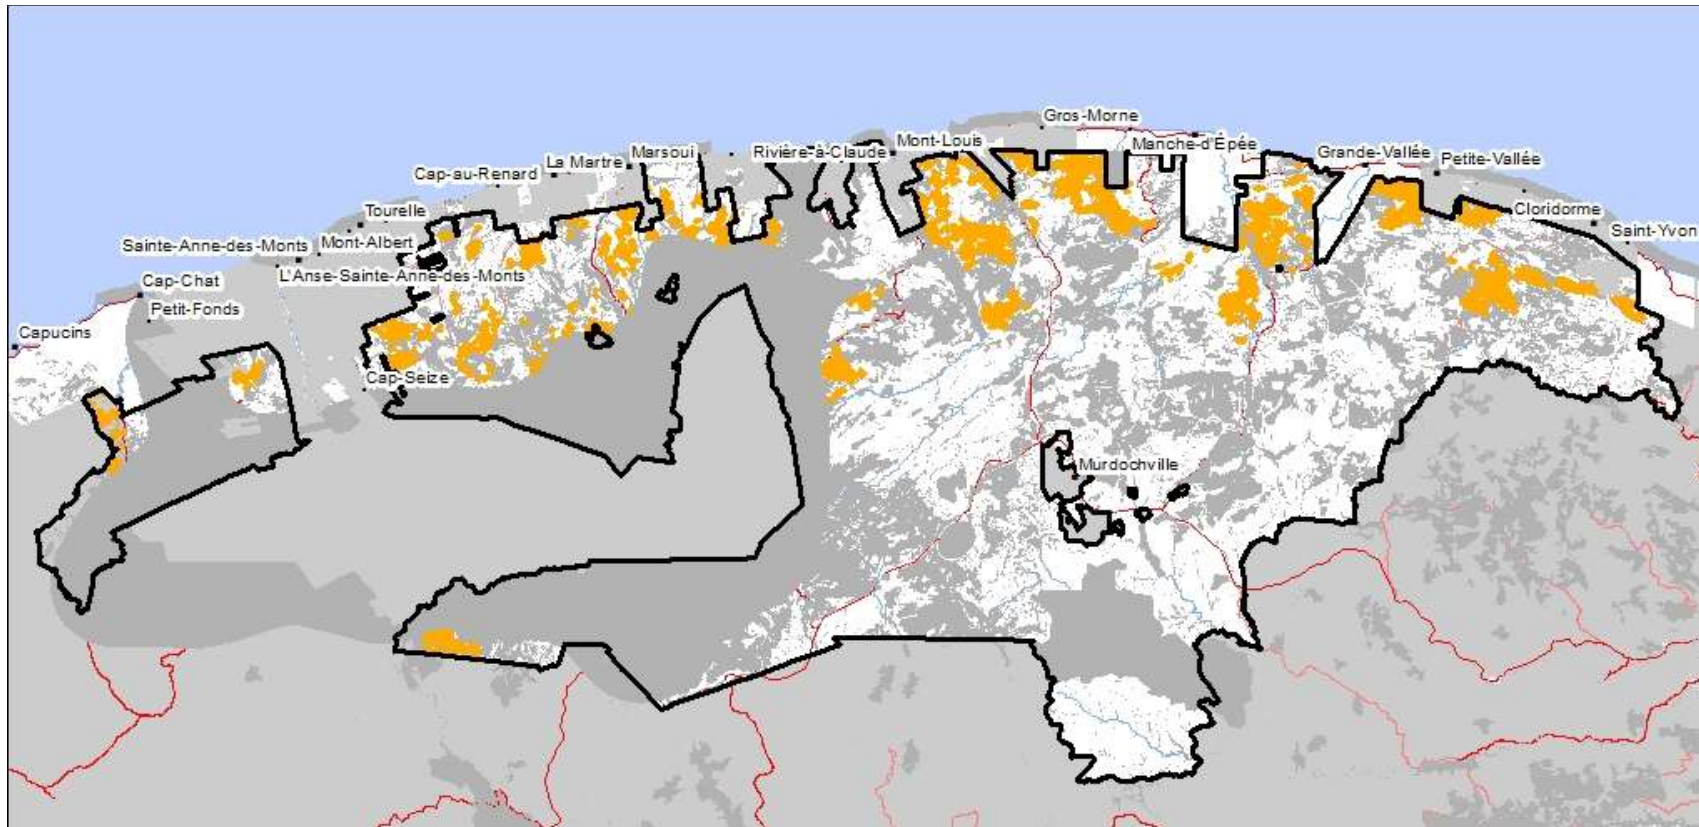 Gros-Morne
Mont-Louis
Manche-d'Épée
Marsoui
Rivière-à-Claude
Grande-Vallée
Petite-Vallée
La Martre
Cap-au-Renard
Tourelle
Cloridorme
Saint-Yvon
Sainte-Anne-des-Monts
Mont-Albert
L'Anse-Sainte-Anne-des-Monts
Cap-Chat
Petit-Fonds
Capucins
Cap-Seize
Murdochville